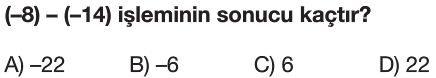 (–8) – (–14) işleminin sonucu kaçtır?
A) –22 B) –6 C) 6 D) 22